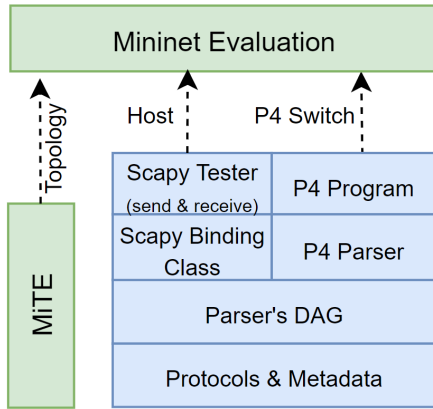 Mininet Evaluation
Host
P4 Switch
Topology
MiTE
Scapy Tester
(send & receive)
P4 Program
Scapy Binding
Class
P4 Parser
Parser's DAG
Protocols & Metadata